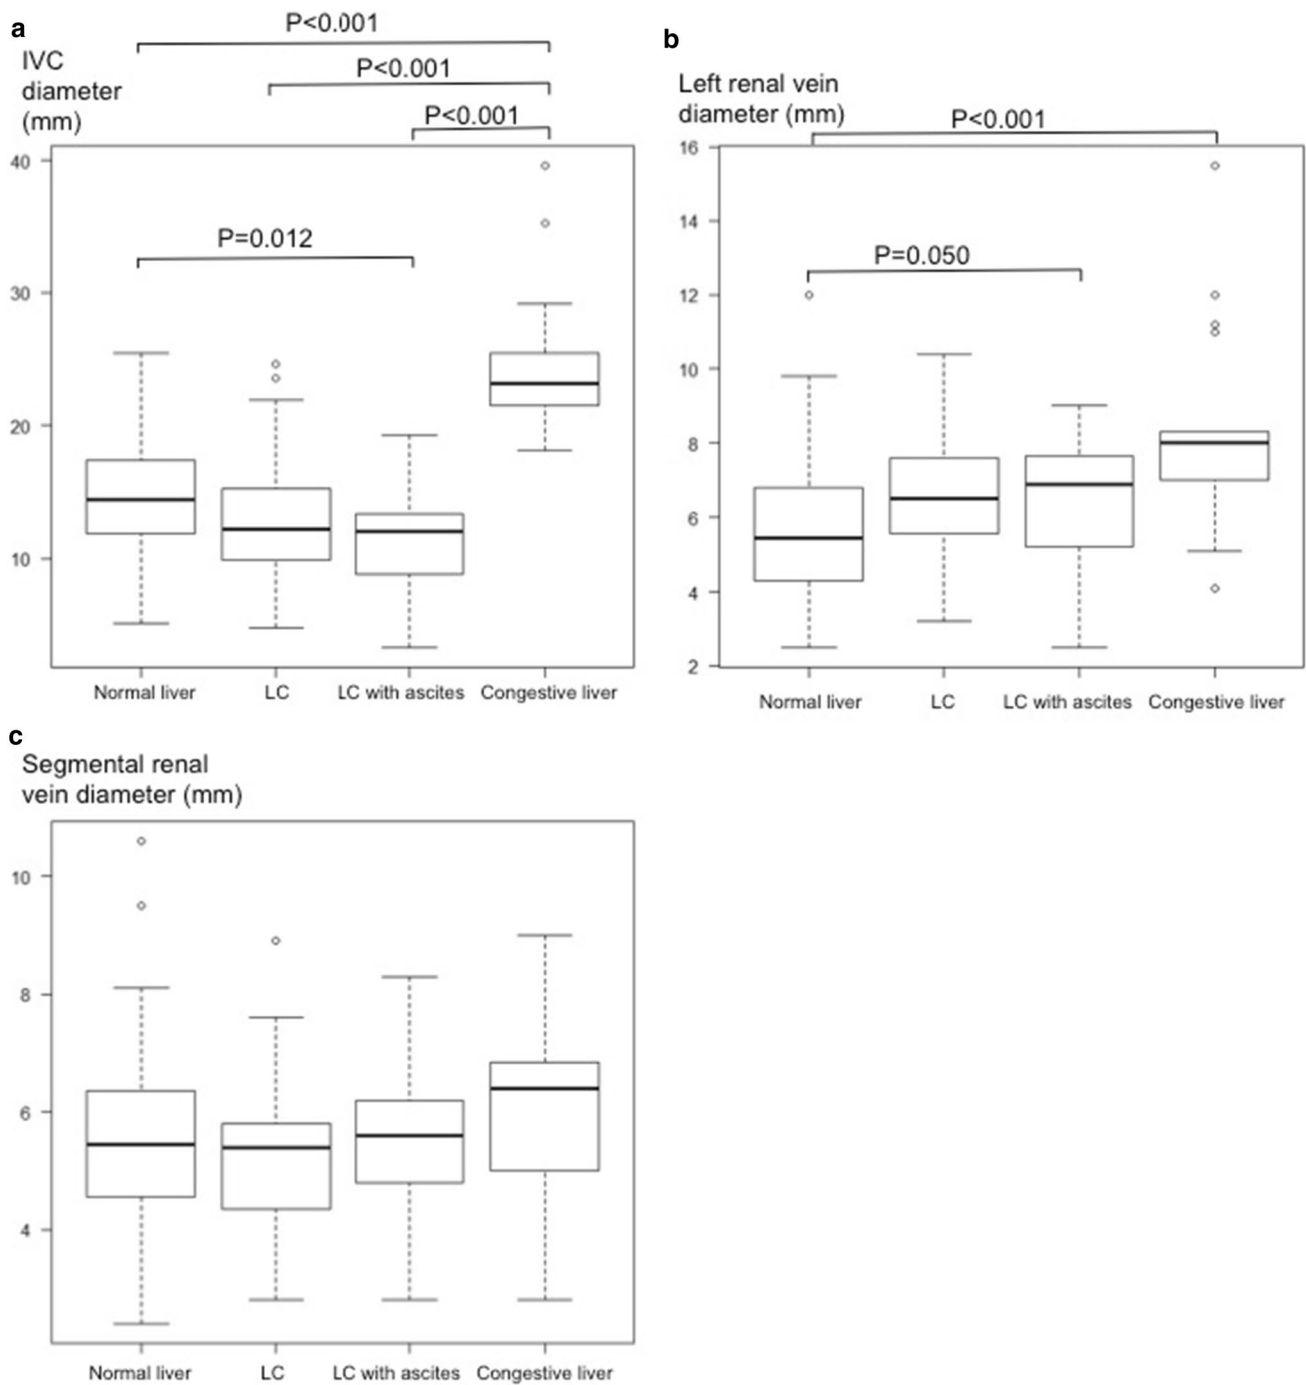 a
P<0.001
IVC
diameter
(mm)
P<0.001
P<0.001
40
P=0.012
30
20
10
Normal liver LC LC with ascites Congestive liver
b
Left renal vein
diameter (mm)
P<0.001
16
14
P=0.050
12
10
8
6
4
2
Normal liver LC LC with ascites Congestive liver
c
Segmental renal
vein diameter (mm)
10
8
6
4
Normal liver LC LC with ascites Congestive liver